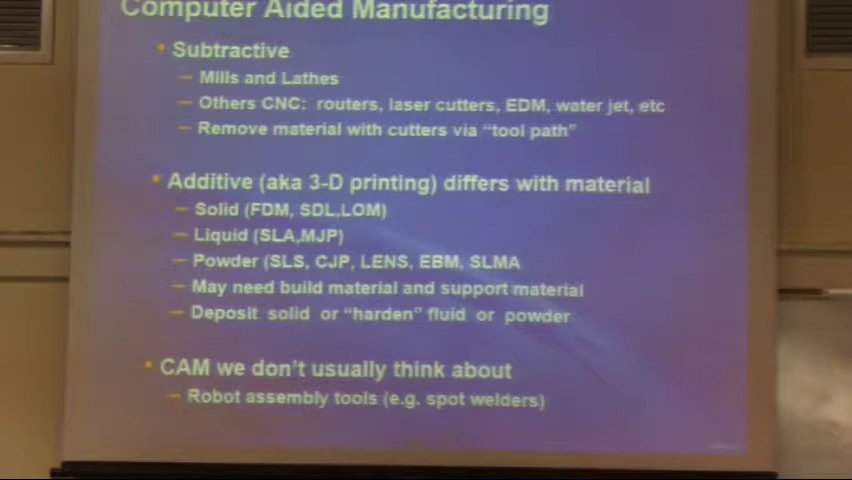 Computer Aided Manufacturing
• Subtractive
– Mills and Lathes
– Others CNC: routers, laser cutters, EDM, water jet, etc
– Remove material with cutters via “tool path”
• Additive (aka 3-D printing) differs with material
– Solid (FDM, SDL,LOM)
– Liquid (SLA,MJP)
– Powder (SLS, CJP, LENS, EBM, SLMA
– May need build material and support material
– Deposit solid or “harden” fluid or powder
• CAM we don’t usually think about
– Robot assembly tools (e.g. spot welders)